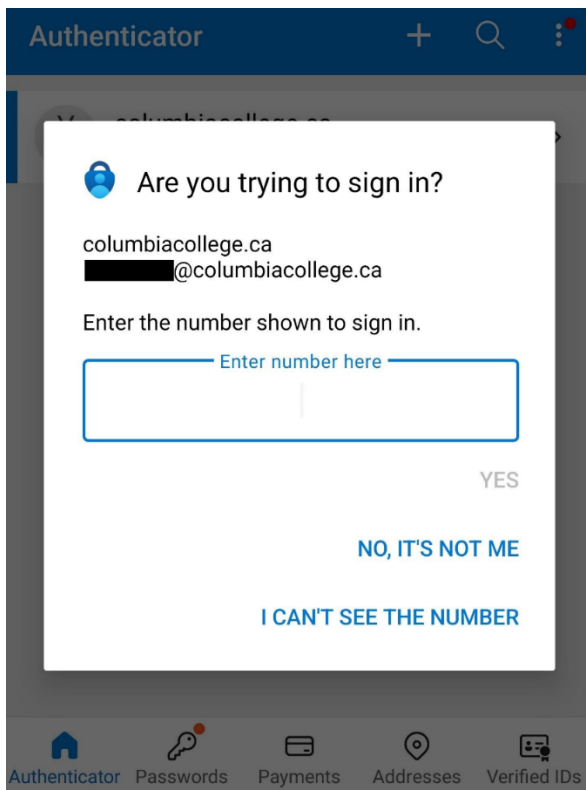 Authenticator
Are you trying to sign in?
columbiacollege.ca
@columbiacollege.ca
Enter the number shown to sign in.
Enter number here
YES
NO, IT'S NOT ME
I CAN'T SEE THE NUMBER
Authenticator Passwords Payments Addresses Verified IDs